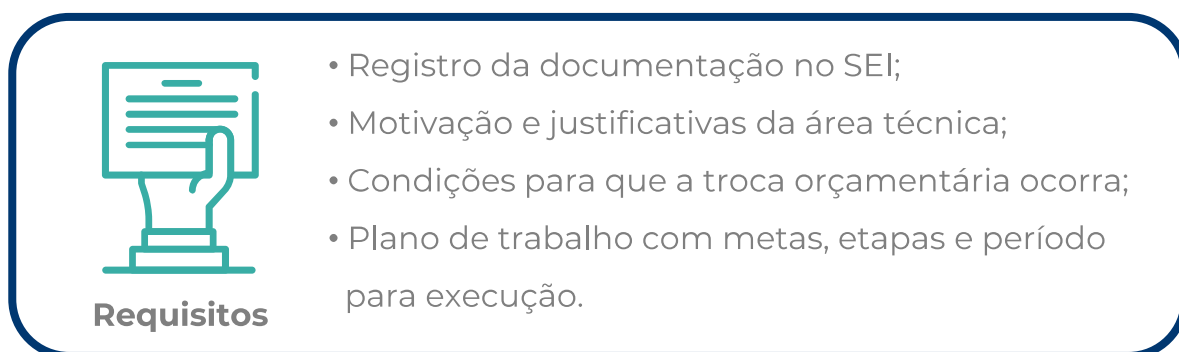 • Registro da documentação no SEI;
• Motivação e justificativas da área técnica;
• Condições para que a troca orçamentária ocorra;
• Plano de trabalho com metas, etapas e período
para execução.
Requisitos